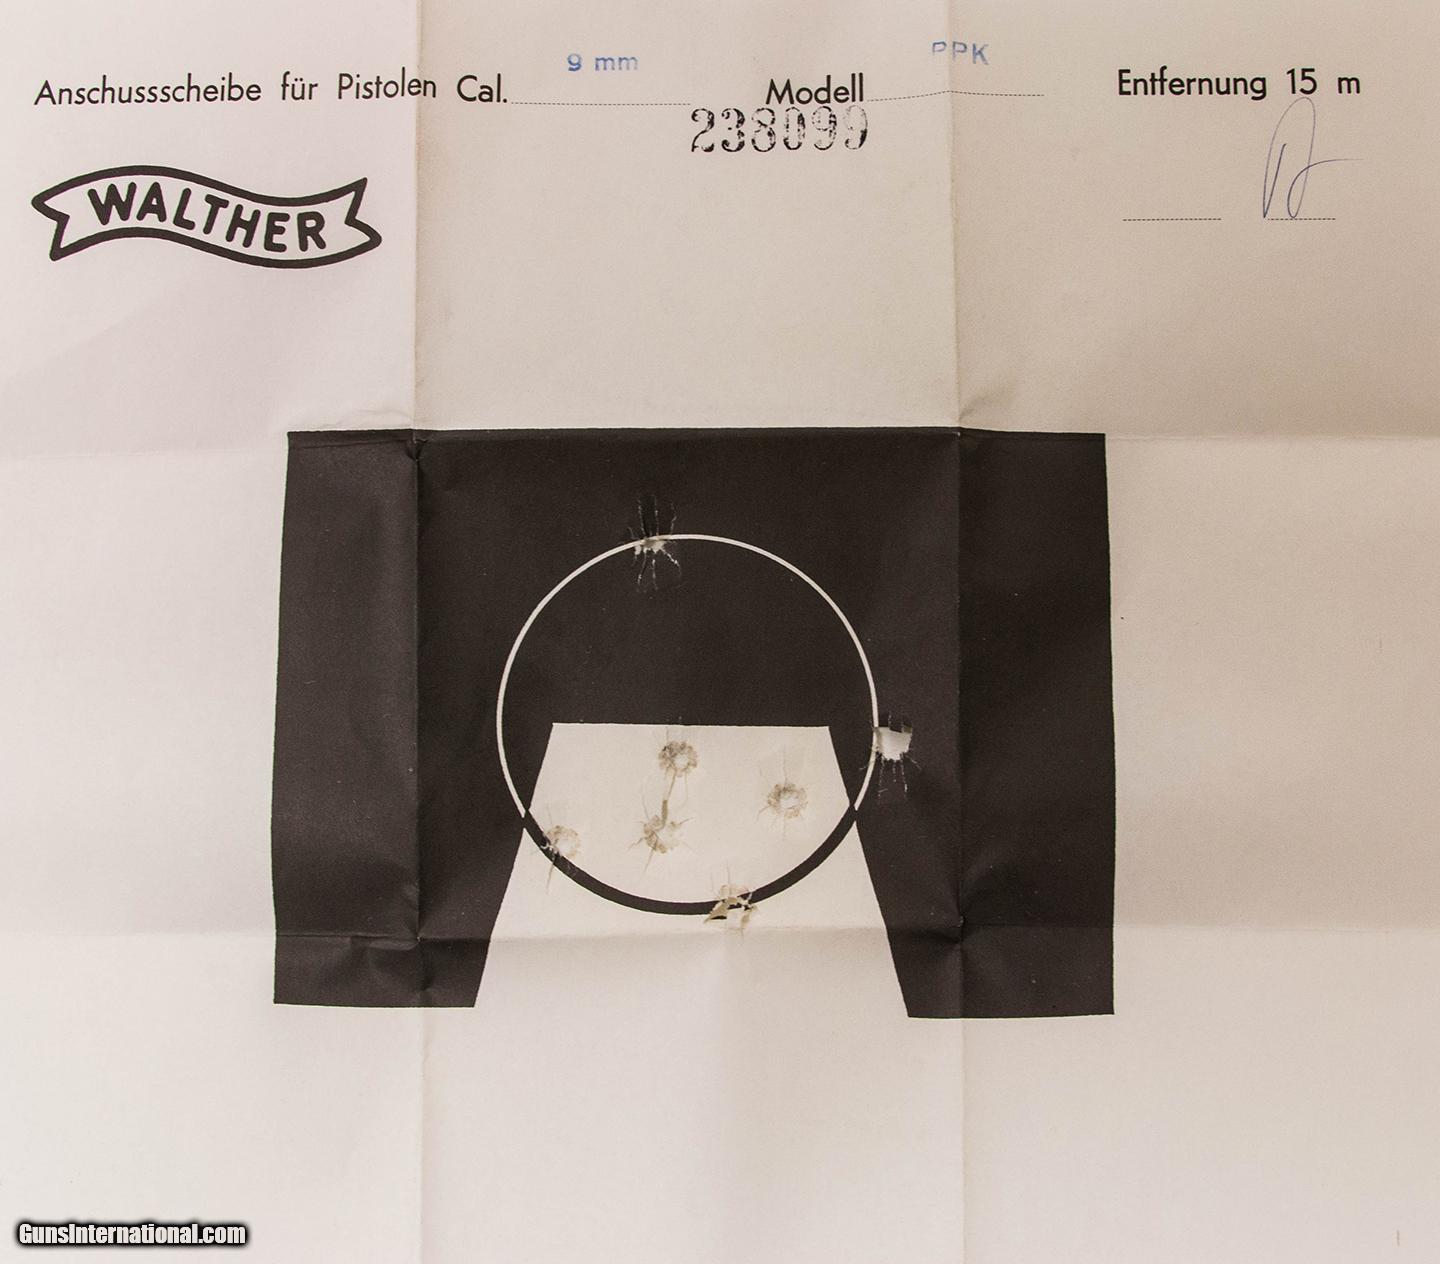 9 mm PPK
Anschussscheibe für Pistolen Cal. Modell Entfernung 15 m
238099
WALTHER
GunsInternational.com